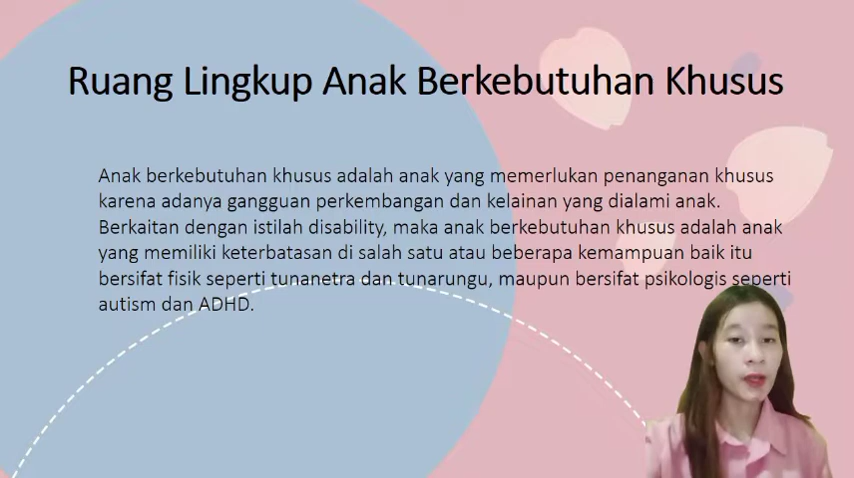 Ruang Lingkup Anak Berkebutuhan Khusus
Anak berkebutuhan khusus adalah anak yang memerlukan penanganan khusus
karena adanya gangguan perkembangan dan kelainan yang dialami anak.
Berkaitan dengan istilah disability, maka anak berkebutuhan khusus adalah anak
yang memiliki keterbatasan di salah satu atau beberapa kemampuan baik itu
bersifat fisik seperti tunanetra dan tunarungu, maupun bersifat psikologis seperti
autism dan ADHD.